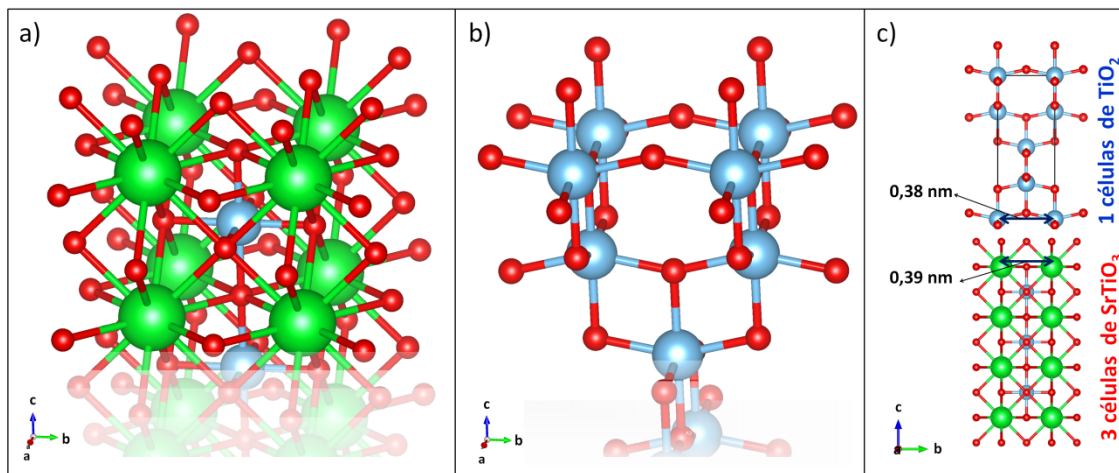 a)
c
b
a
b)
c
b
a
c)
0,38 nm
0,39 nm
1 células de TiO₂
3 células de SrTiO₃
c
a
b